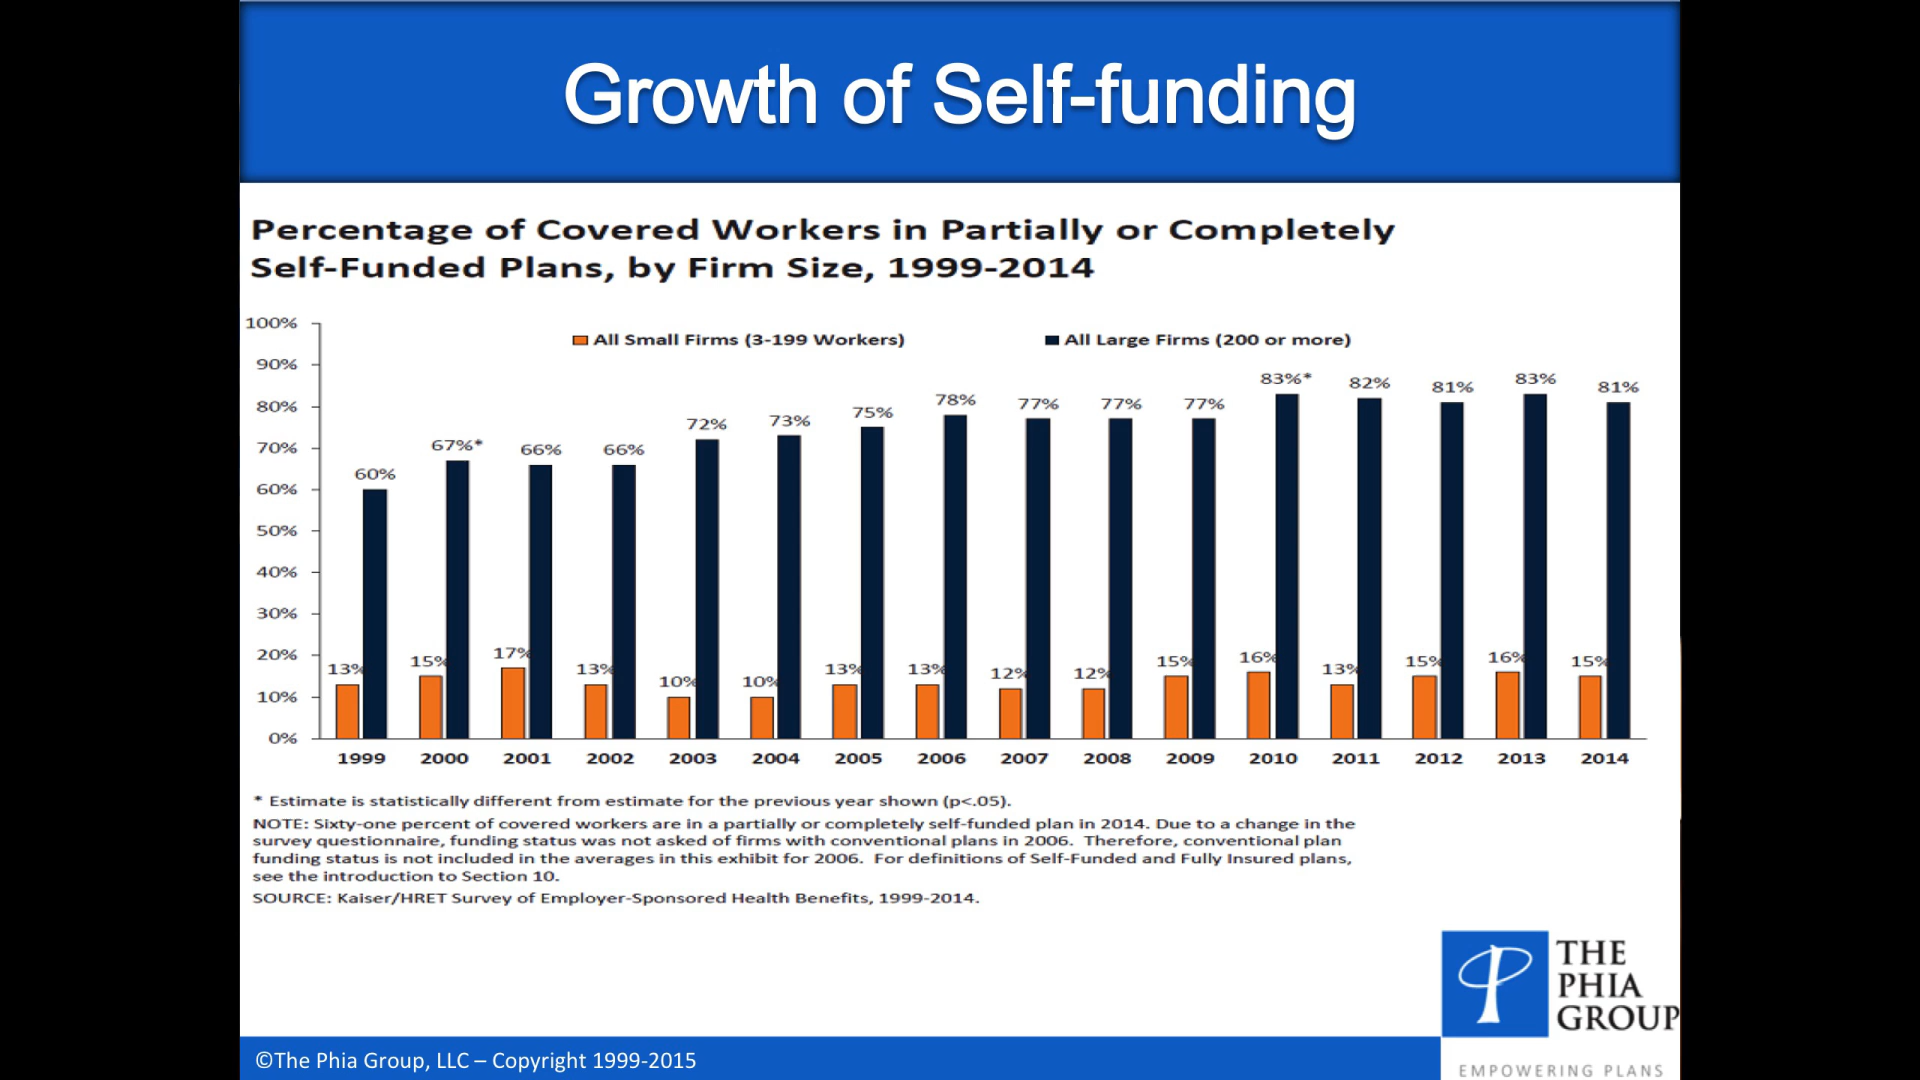 Growth of Self-funding
Percentage of Covered Workers in Partially or Completely
Self-Funded Plans, by Firm Size, 1999-2014
100%
90%
80%
70%
60%
50%
40%
30%
20%
10%
0%
All Small Firms (3-199 Workers)
All Large Firms (200 or more)
13% 60%
15% 67%*
17% 66%
13% 66%
10% 72%
10% 73%
13% 75%
13% 78%
12% 77%
12% 77%
15% 77%
16% 83%*
13% 82%
15% 81%
16% 83%
15% 81%
1999 2000 2001 2002 2003 2004 2005 2006 2007 2008 2009 2010 2011 2012 2013 2014
* Estimate is statistically different from estimate for the previous year shown (p<.05).
NOTE: Sixty-one percent of covered workers are in a partially or completely self-funded plan in 2014. Due to a change in the
survey questionnaire, funding status was not asked of firms with conventional plans in 2006. Therefore, conventional plan
funding status is not included in the averages in this exhibit for 2006. For definitions of Self-Funded and Fully Insured plans,
see the introduction to Section 10.
SOURCE: Kaiser/HRET Survey of Employer-Sponsored Health Benefits, 1999-2014.
THE
PHIA
GROUP
EMPOWERING PLANS
©The Phia Group, LLC – Copyright 1999-2015